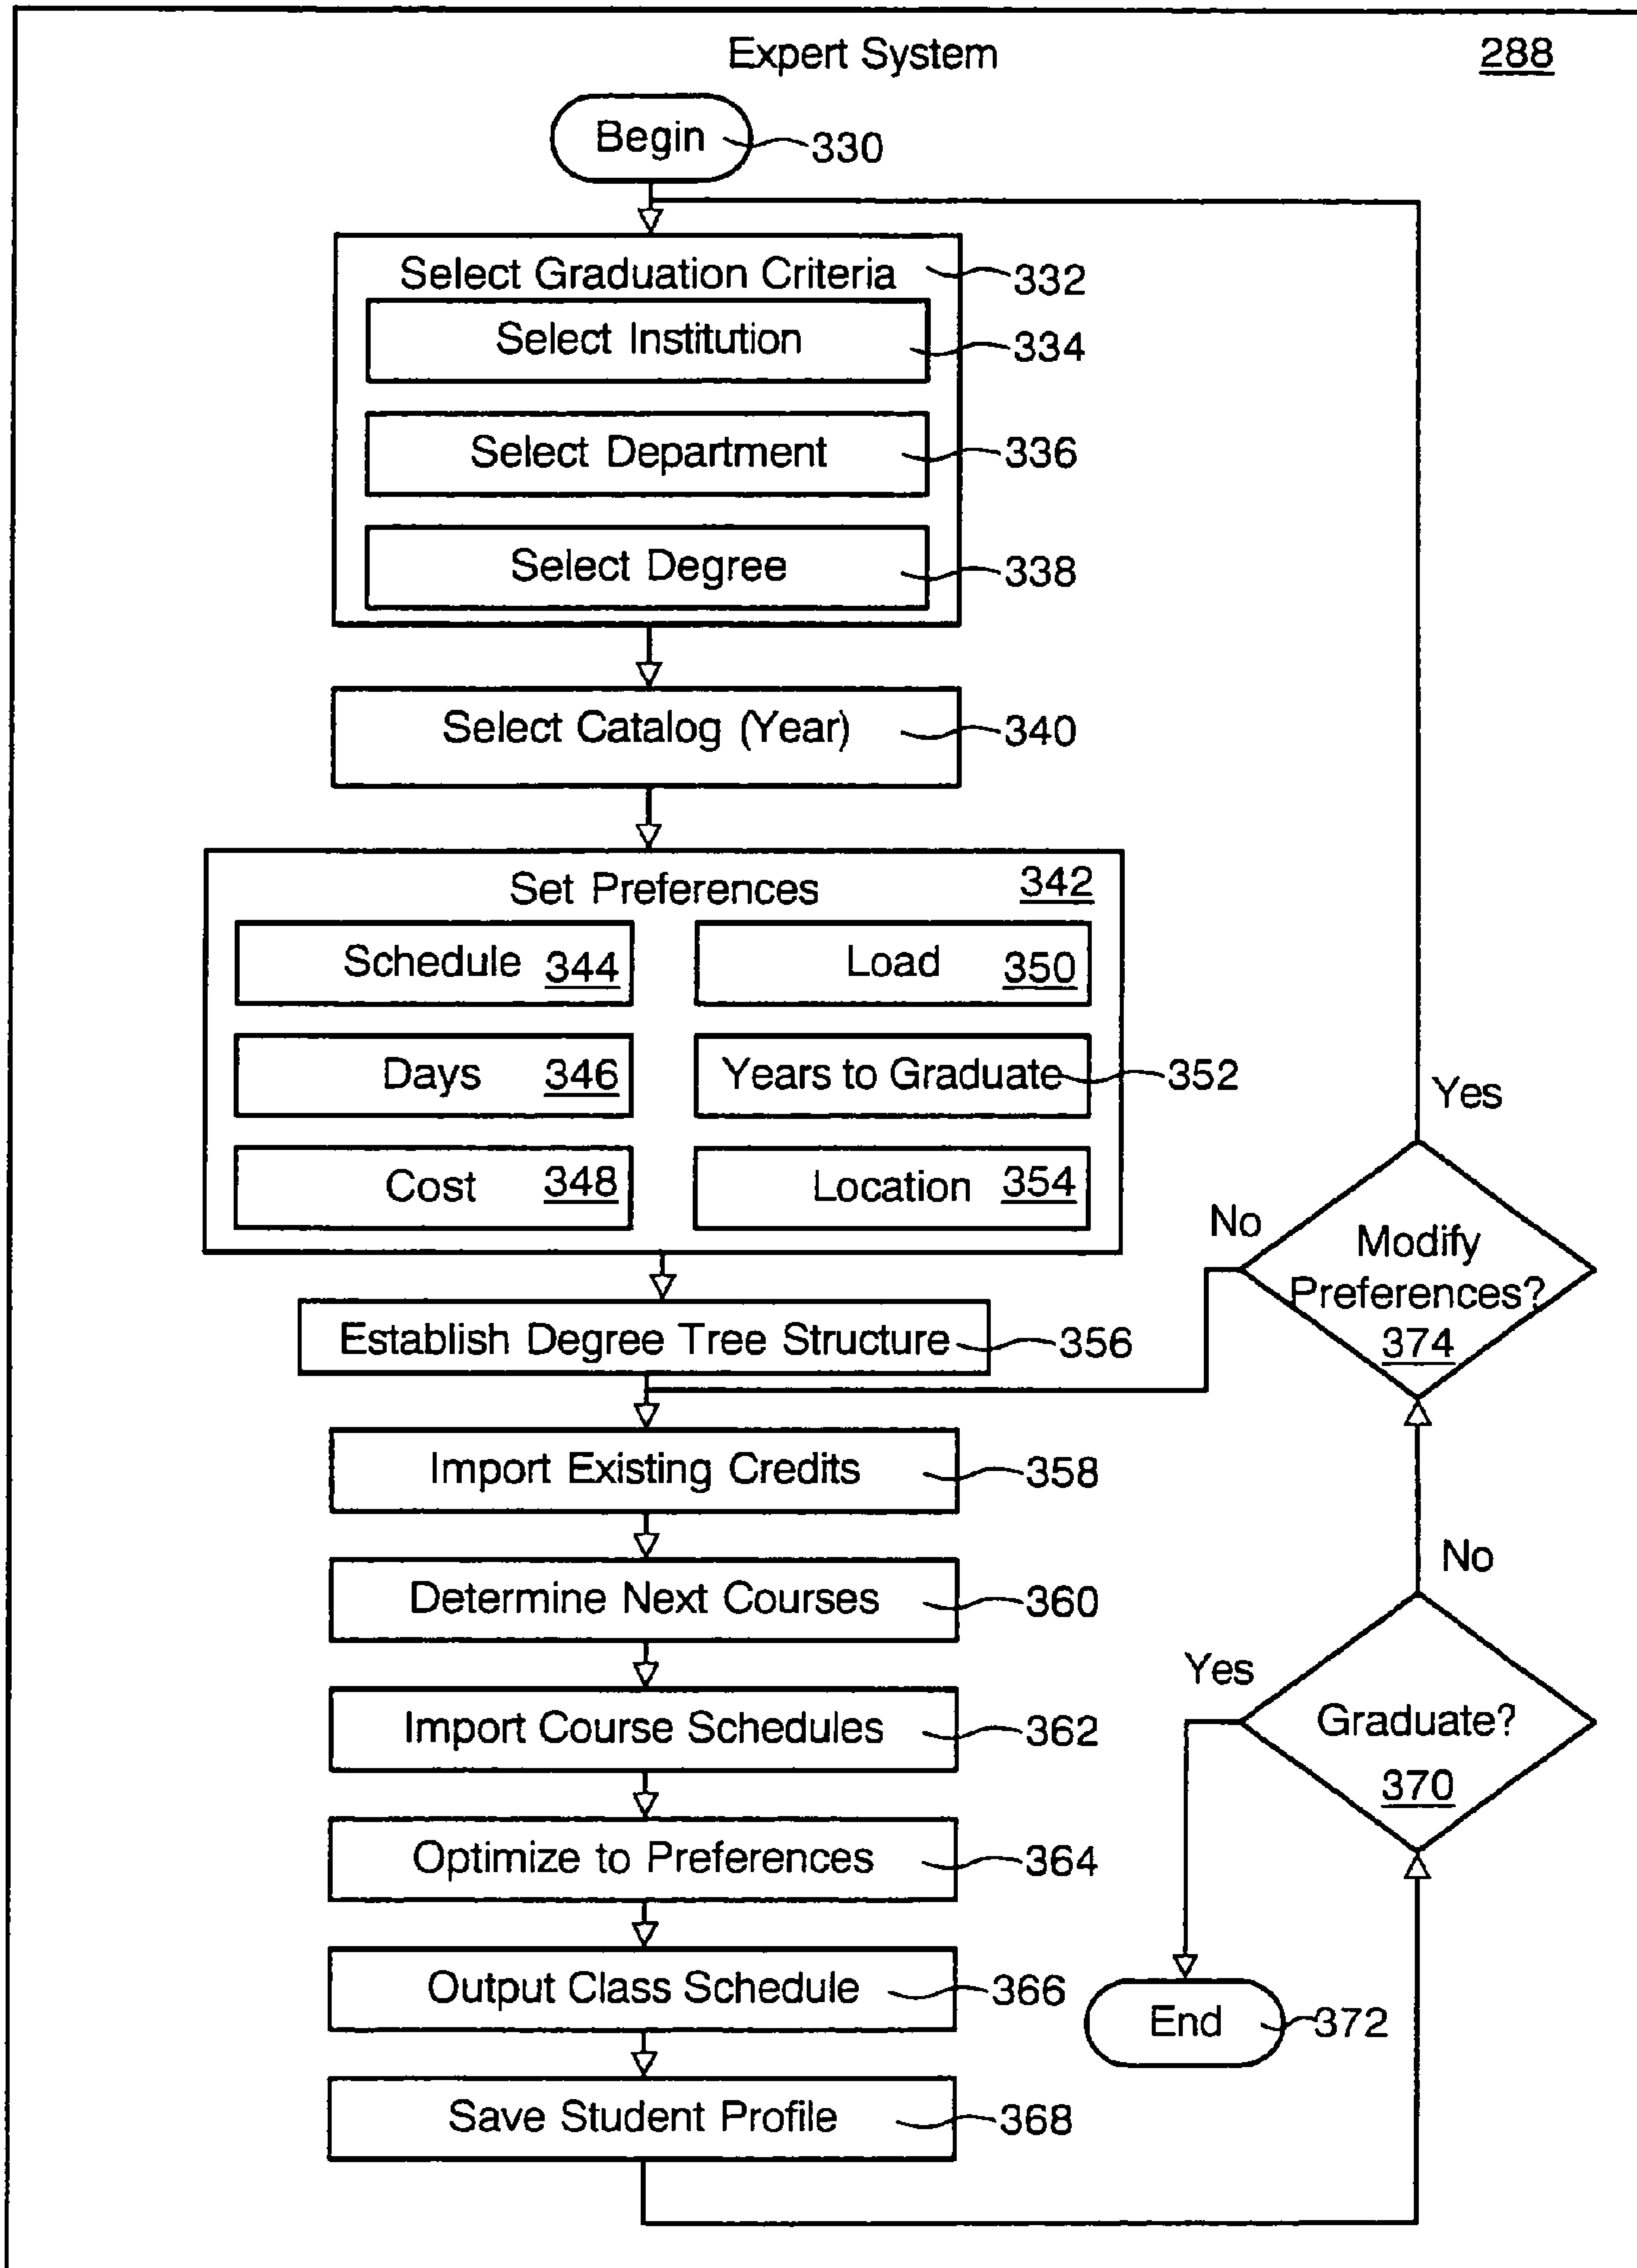 Expert System 288
Begin 330
Select Graduation Criteria 332
Select Institution 334
Select Department 336
Select Degree 338
Select Catalog (Year) 340
Set Preferences 342
Schedule 344 Load 350
Days 346 Years to Graduate 352
Cost 348 Location 354
Establish Degree Tree Structure 356
Import Existing Credits 358
Determine Next Courses 360
Import Course Schedules 362
Optimize to Preferences 364
Output Class Schedule 366
Save Student Profile 368
Yes
No
Modify
Preferences?
374
No
Yes
Graduate?
370
End 372